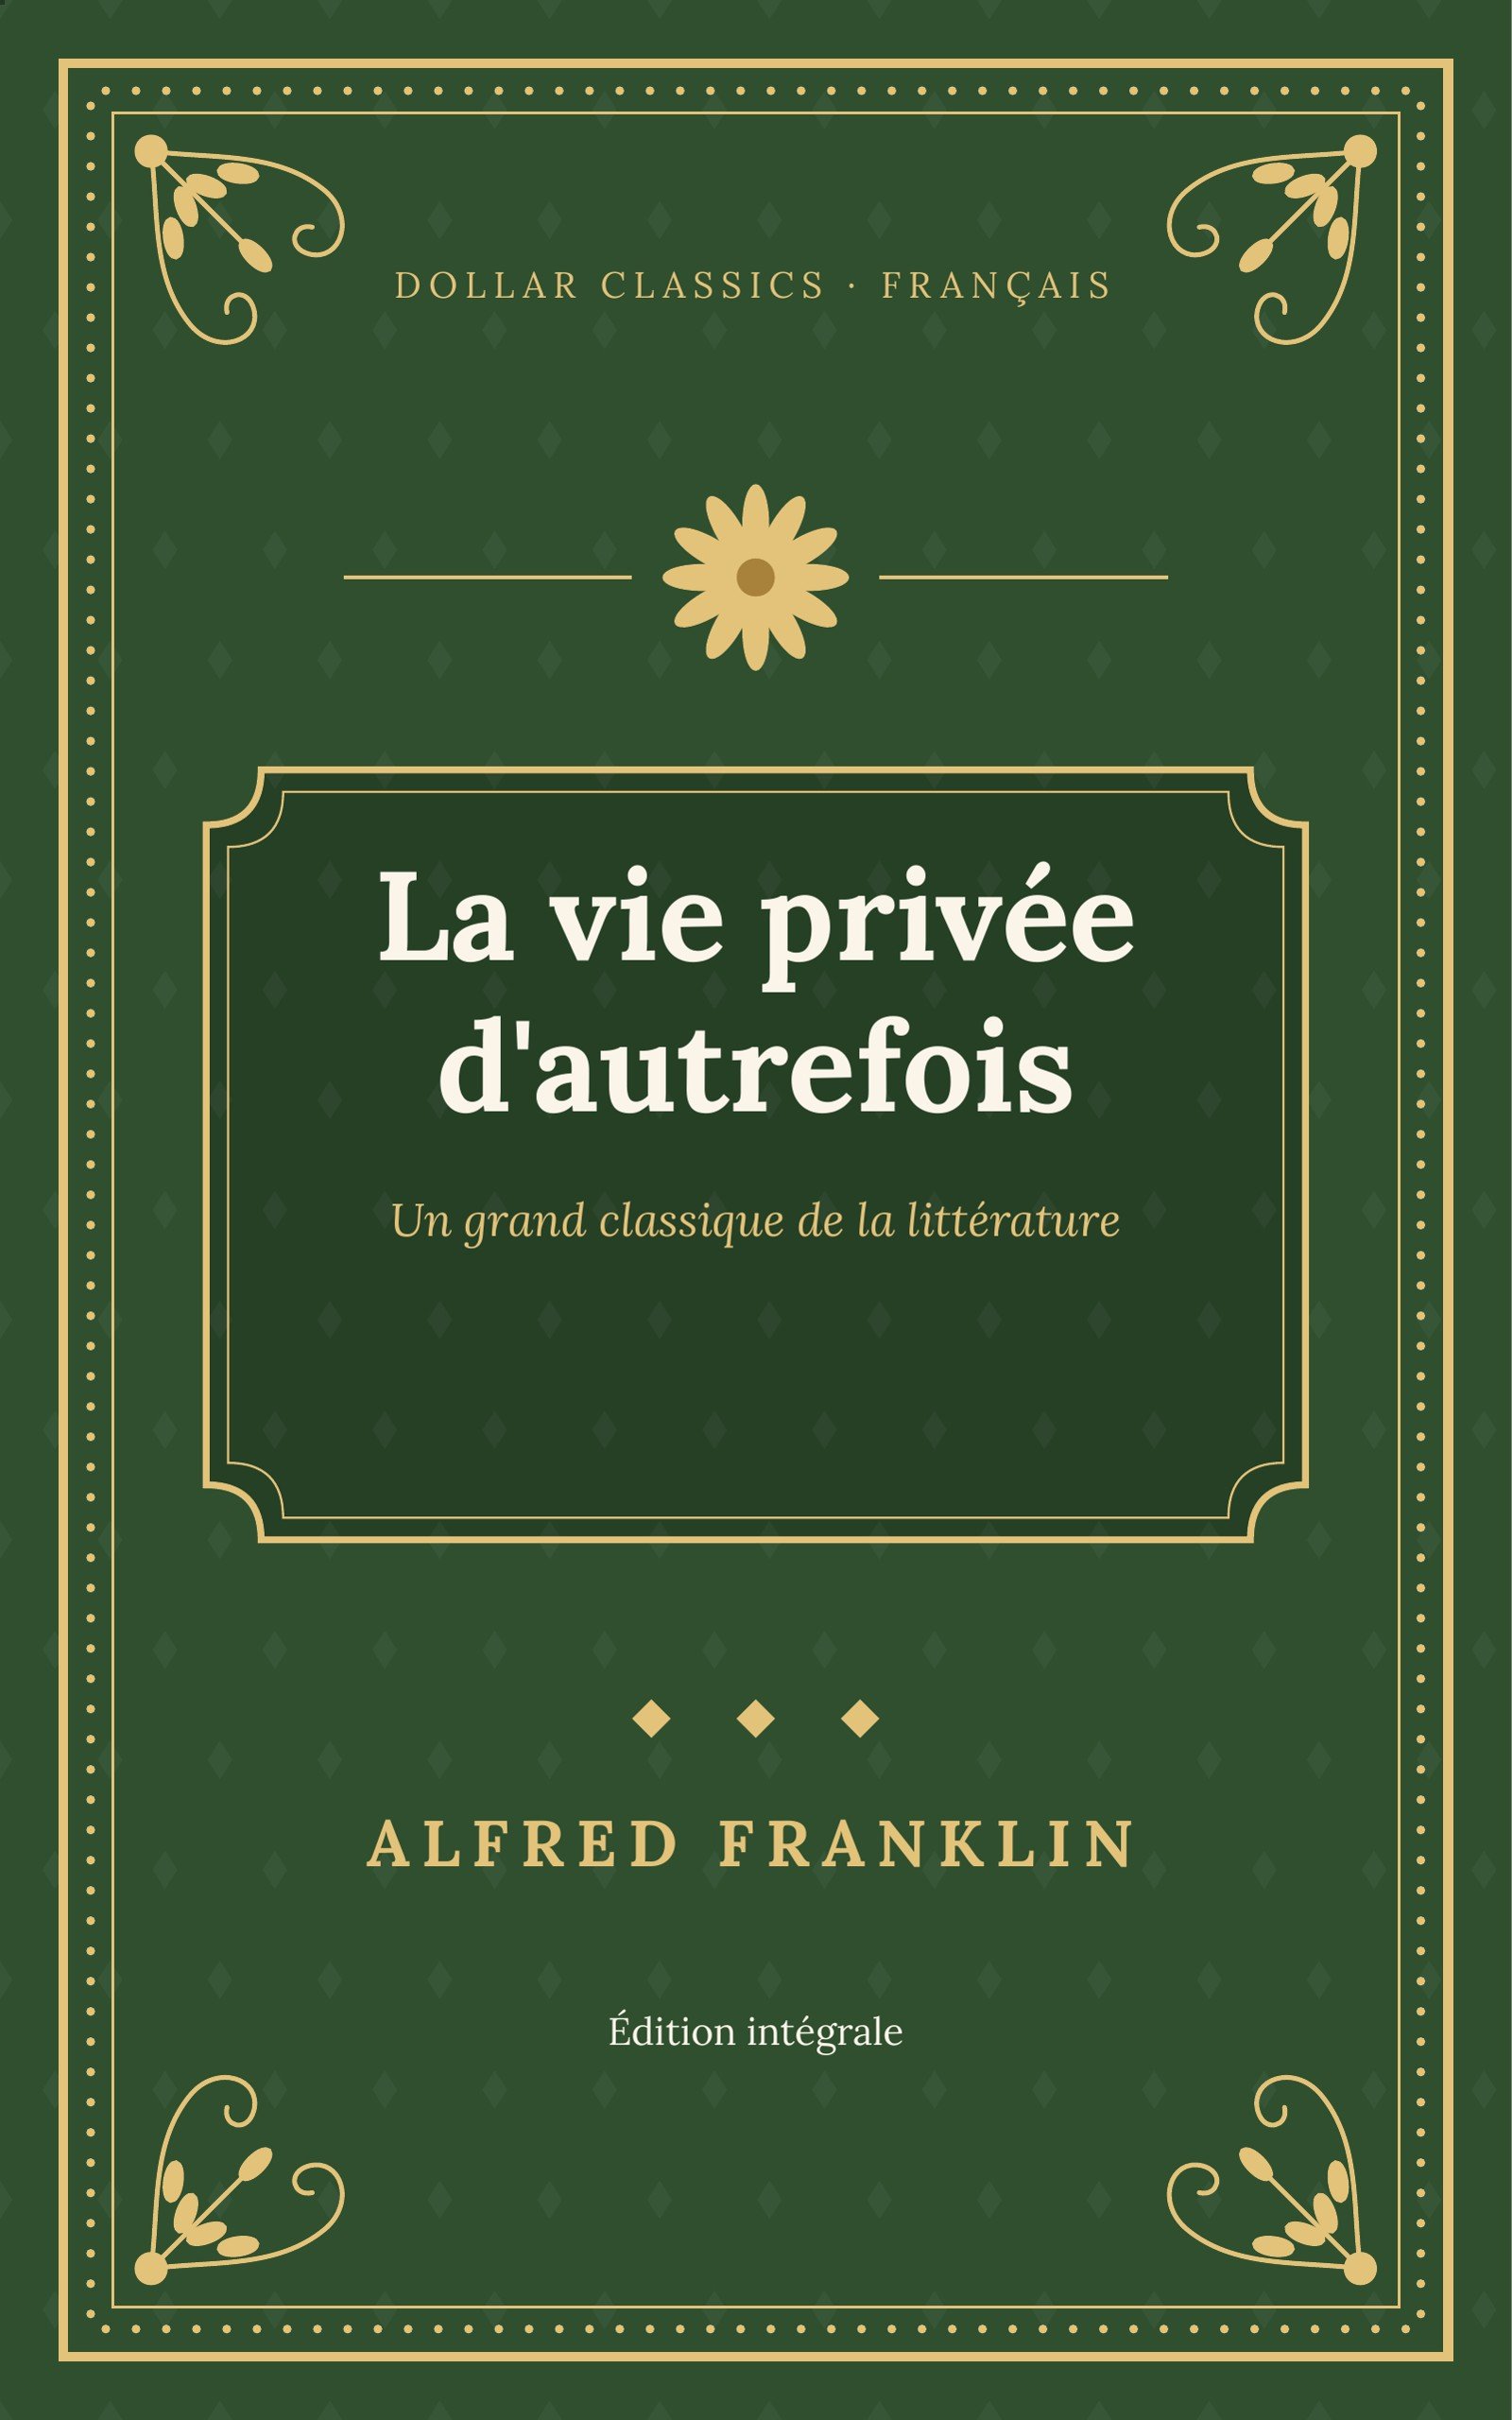 DOLLAR CLASSICS · FRANÇAIS
La vie privée
d'autrefois
Un grand classique de la littérature
ALFRED FRANKLIN
Édition intégrale